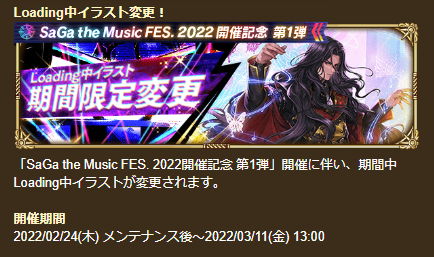 Loading中イラスト変更！
SaGa the Music FES. 2022 開催記念 第1弾
Loading中イラスト
期間限定変更
「SaGa the Music FES. 2022開催記念 第1弾」開催に伴い、期間中
Loading中イラストが変更されます。
開催期間
2022/02/24(木) メンテナンス後～2022/03/11(金) 13:00